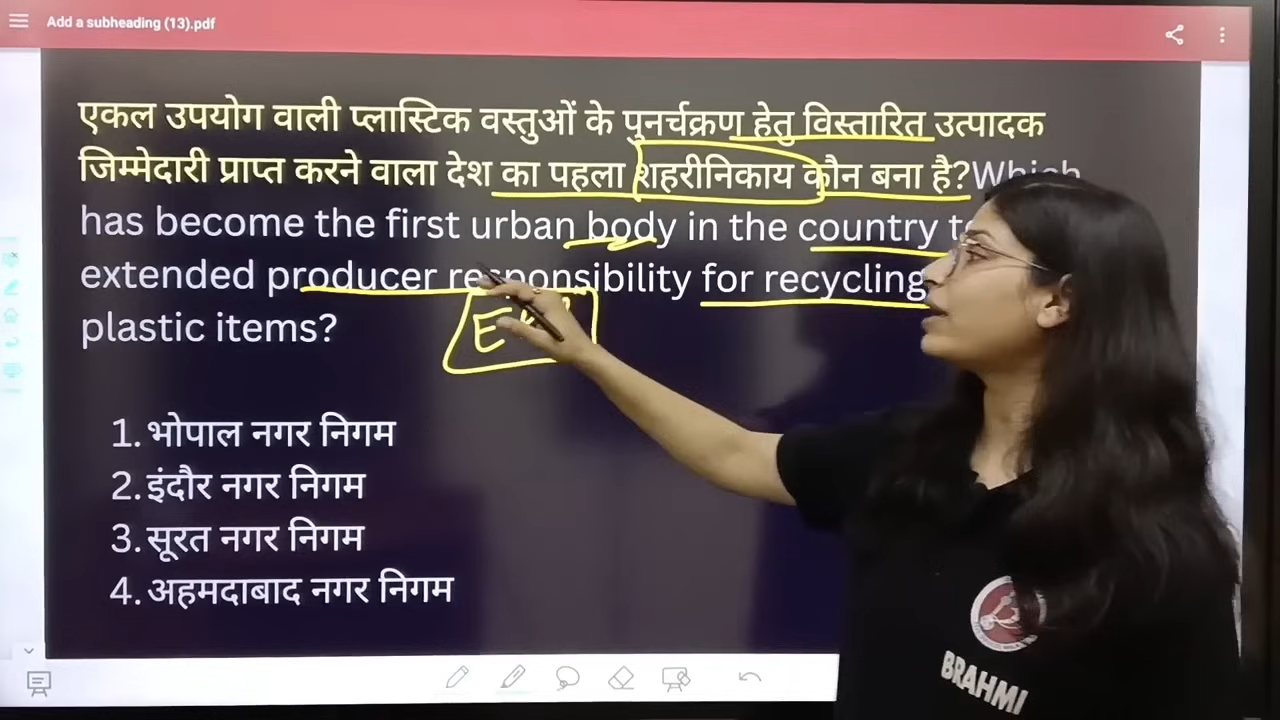 Add a subheading (13).pdf
एकल उपयोग वाली प्लास्टिक वस्तुओं के पुनर्चक्रण हेतु विस्तारित उत्पादक
जिम्मेदारी प्राप्त करने वाला देश का पहला शहरीनिकाय कौन बना है?Which
has become the first urban body in the country
extended producer responsibility for recycling
plastic items?
1. भोपाल नगर निगम
2. इंदौर नगर निगम
3. सूरत नगर निगम
4. अहमदाबाद नगर निगम
BRAHMI